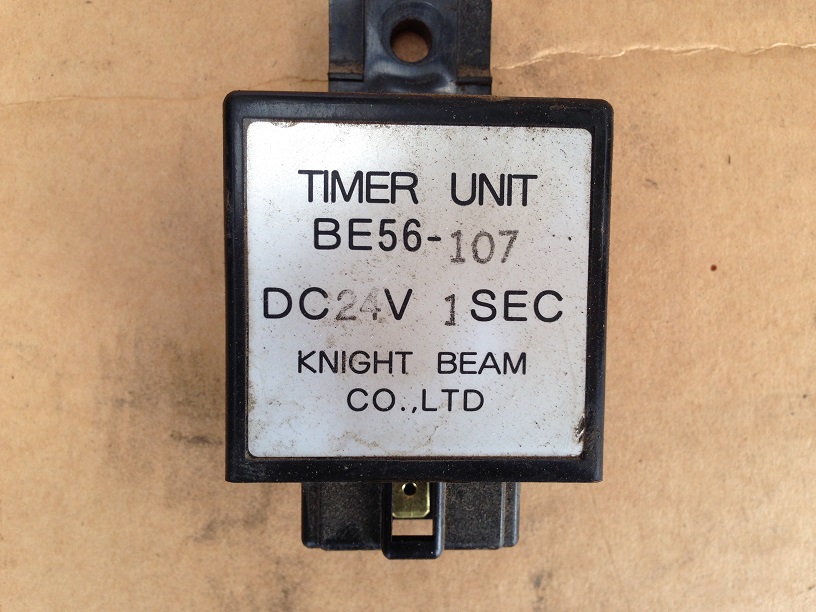 TIMER UNIT
BE56-107
DC24V 1SEC
KNIGHT BEAM
CO.,LTD